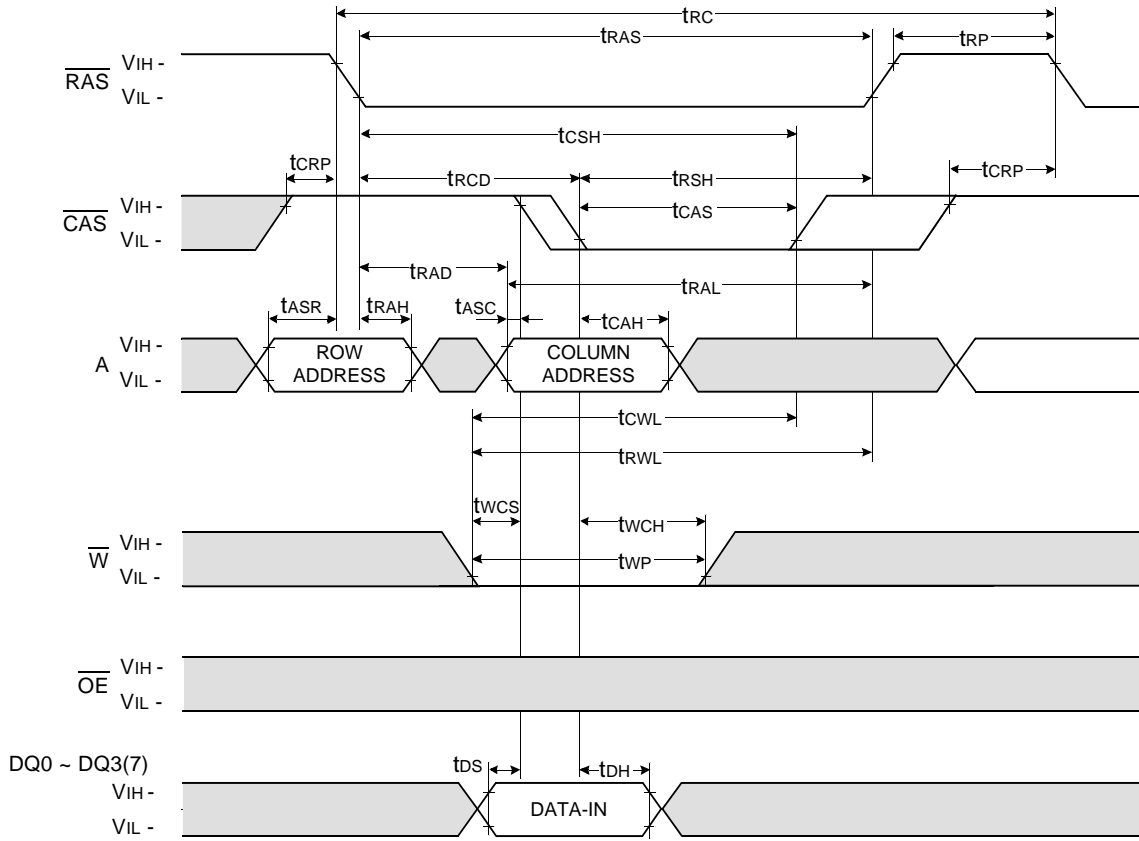 tRC
tRAS
tRP
RAS
VIH -
VIL -
tCSH
tCRP
tRCD
tRSH
tCRP
CAS
VIH -
VIL -
tCAS
tRAD
tRAL
tASR
tRAH
tASC
tCAH
A
VIH -
VIL -
ROW
ADDRESS
COLUMN
ADDRESS
tCWL
tRWL
tWCS
tWCH
W
VIH -
VIL -
tWP
OE
VIH -
VIL -
DQ0 ~ DQ3(7)
tDS
tDH
VIH -
VIL -
DATA-IN